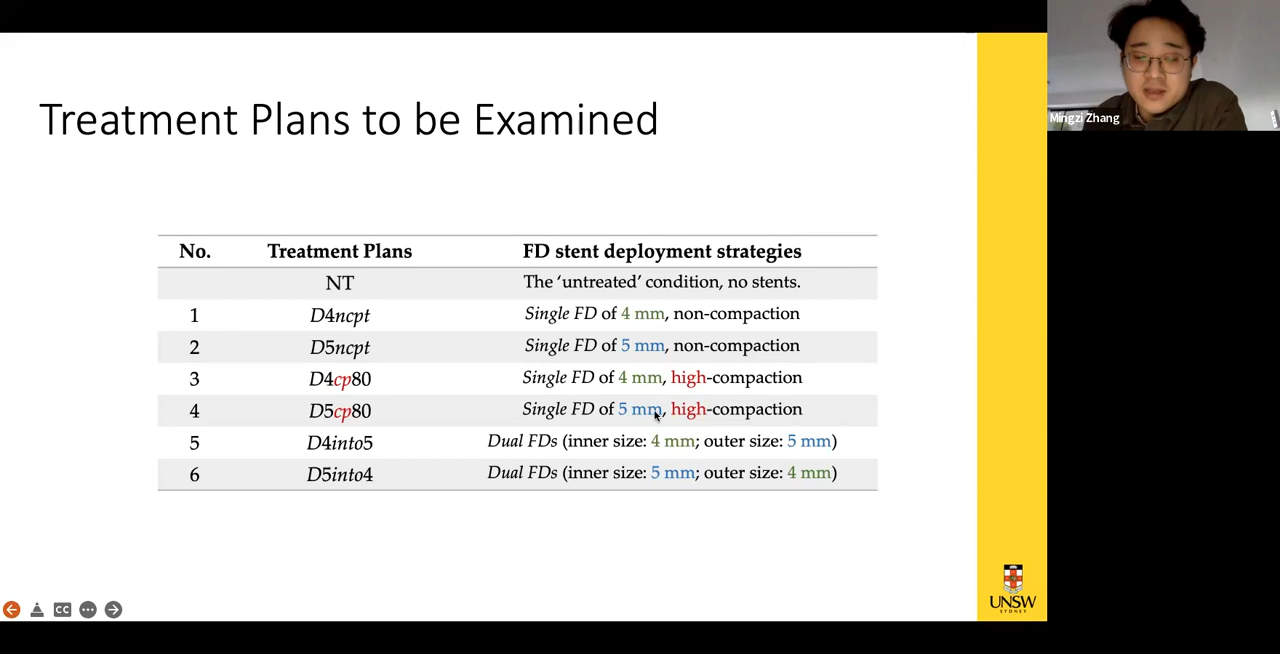 Treatment Plans to be Examined
No. Treatment Plans FD stent deployment strategies
NT The ‘untreated’ condition, no stents.
1 D4ncpt Single FD of 4 mm, non-compaction
2 D5ncpt Single FD of 5 mm, non-compaction
3 D4cp80 Single FD of 4 mm, high-compaction
4 D5cp80 Single FD of 5 mm, high-compaction
5 D4into5 Dual FDs (inner size: 4 mm; outer size: 5 mm)
6 D5into4 Dual FDs (inner size: 5 mm; outer size: 4 mm)
Mingzi Zhang
UNSW
SYDNEY
CC